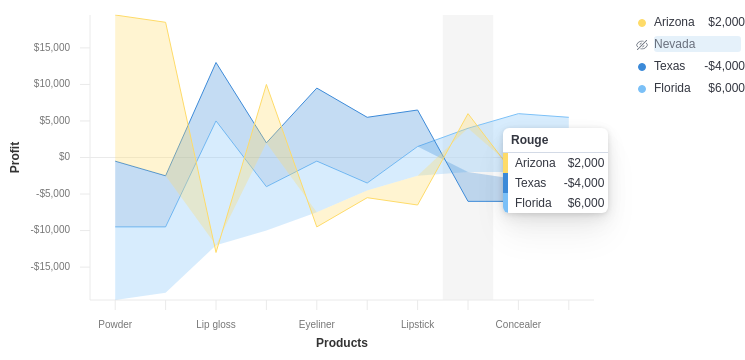 Arizona $2,000
Nevada
Texas -$4,000
Florida $6,000
$15,000
$10,000
$5,000
$0
-$5,000
-$10,000
-$15,000
Profit
Rouge
Arizona $2,000
Texas -$4,000
Florida $6,000
Powder Lip gloss Eyeliner Lipstick Concealer
Products